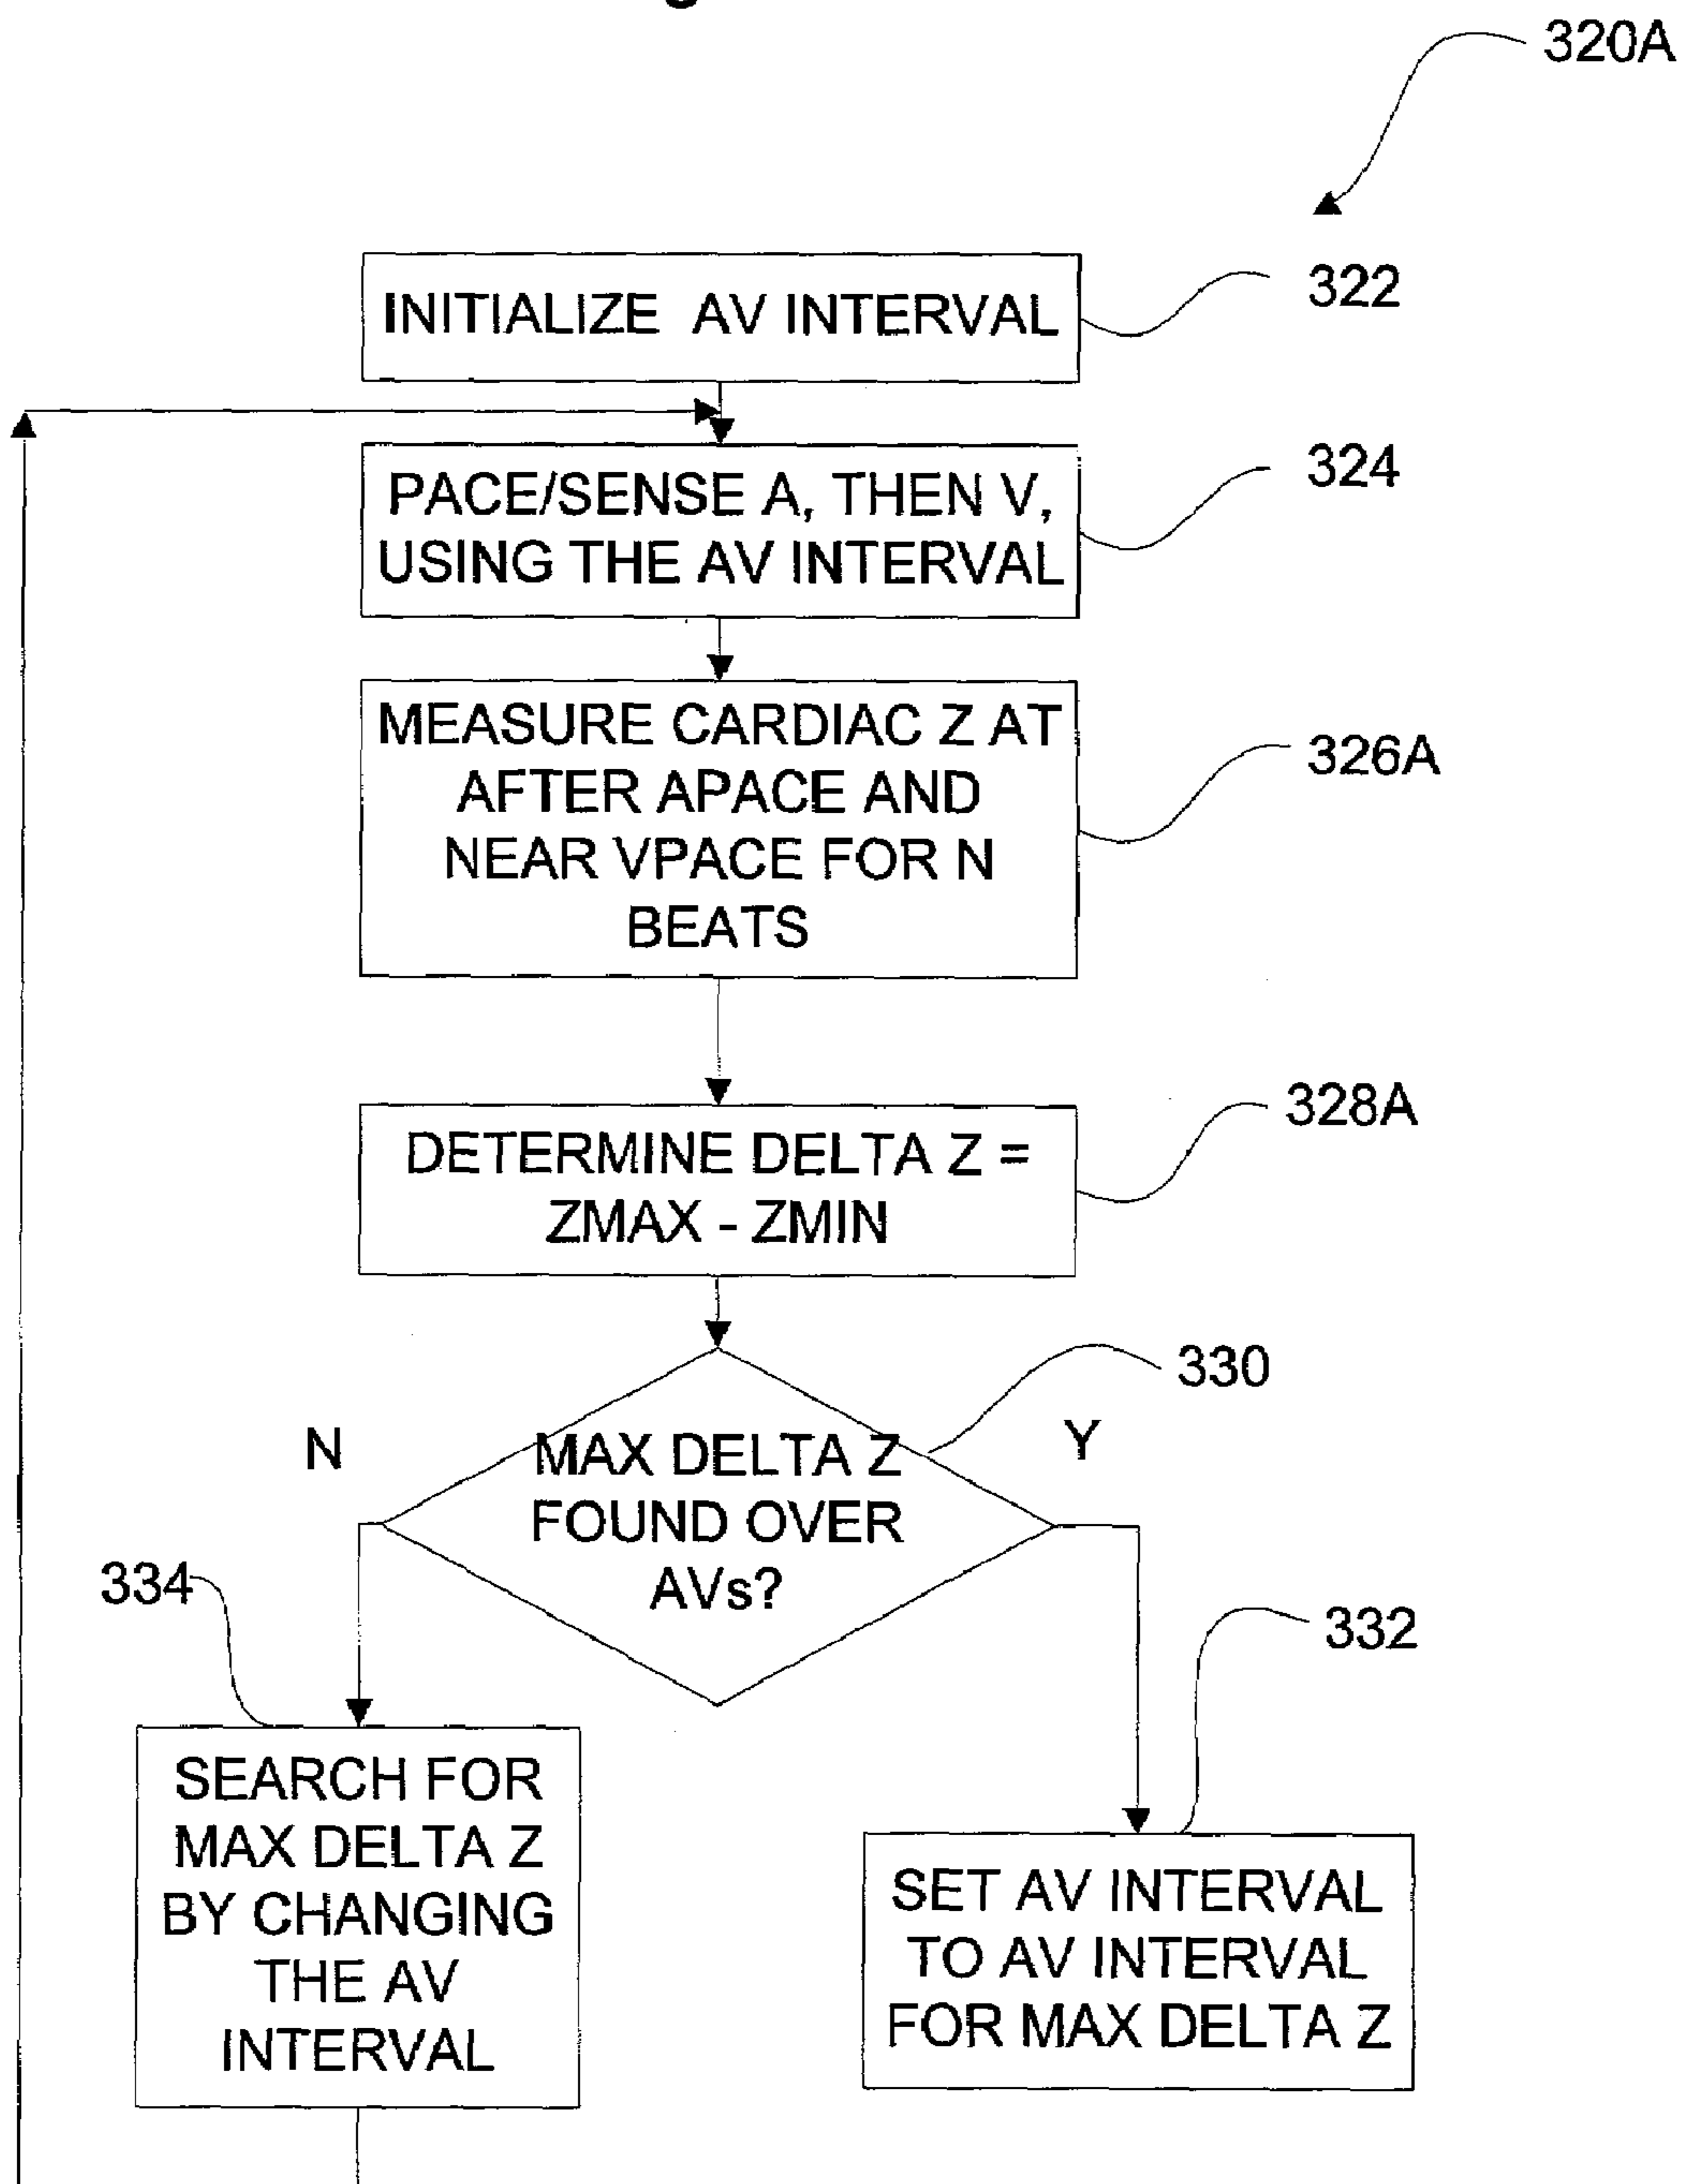 320A
INITIALIZE AV INTERVAL
322
PACE/SENSE A, THEN V,
USING THE AV INTERVAL
324
MEASURE CARDIAC Z AT
AFTER APACE AND
NEAR VPACE FOR N
BEATS
326A
DETERMINE DELTA Z =
ZMAX - ZMIN
328A
330
N
Y
MAX DELTA Z
FOUND OVER
AVs?
334
332
SEARCH FOR
MAX DELTA Z
BY CHANGING
THE AV
INTERVAL
SET AV INTERVAL
TO AV INTERVAL
FOR MAX DELTA Z